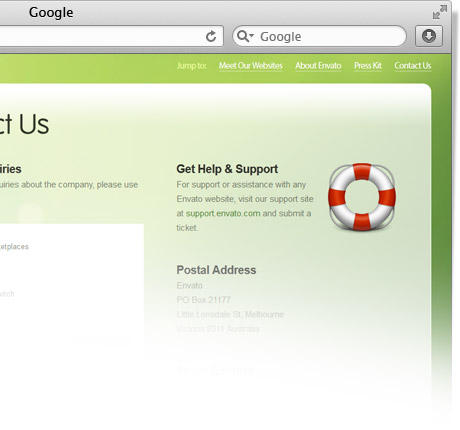 Google
Google
Jump to: Meet Our Websites About Envato Press Kit Contact Us
ct Us
iries
uiries about the company, please use
etplaces
Get Help & Support
For support or assistance with any
Envato website, visit our support site
at support.envato.com and submit a
ticket.
Postal Address
Envato
PO Box 21177
Little Lonsdale St, Melbourne
Victoria 8011 Australia